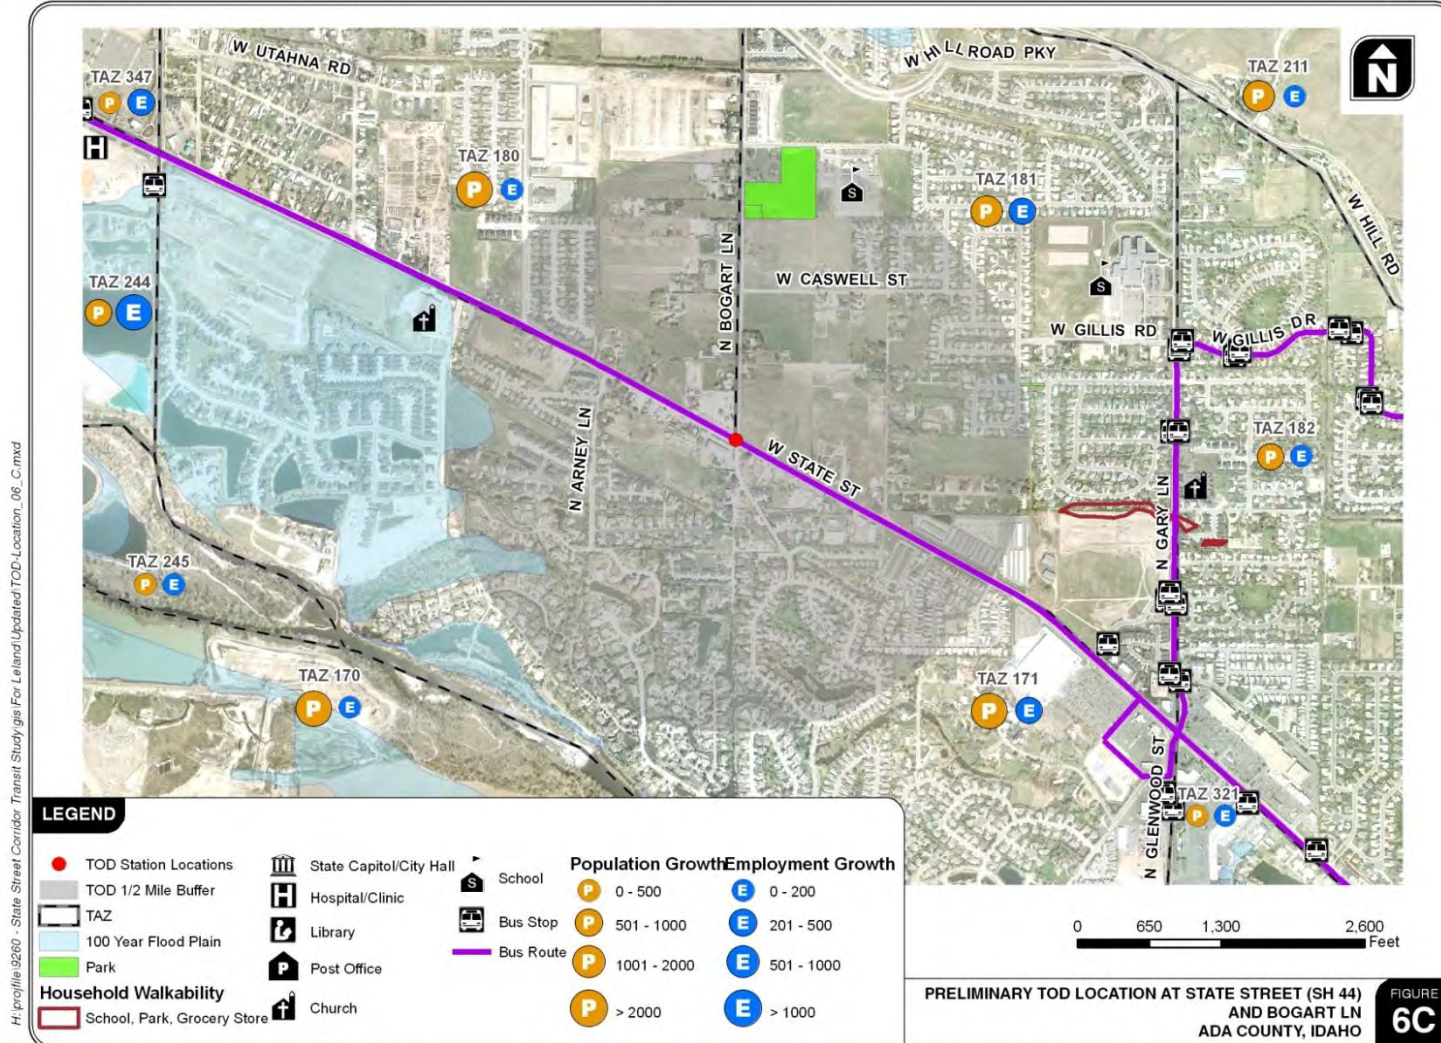 W UTAHNA RD
W HILL ROAD PKY
N
TAZ 347
P E
TAZ 211
P E
H
TAZ 180
P E
S
TAZ 181
P E
W HILL RD
N BOGART LN
W CASWELL ST
S
TAZ 244
P E
W GILLIS RD
W GILLIS DR
N ARNEY LN
W STATE ST
TAZ 182
P E
N GARY LN
TAZ 245
P E
TAZ 170
P E
TAZ 171
P E
N GLENWOOD ST
TAZ 321
P E
H:\projfile\9260 - State Street Corridor Transit Study\gis\For Leland\Updated\TOD-Location_06_C.mxd
LEGEND
TOD Station Locations
TOD 1/2 Mile Buffer
TAZ
100 Year Flood Plain
Park
Household Walkability
School, Park, Grocery Store
State Capitol/City Hall
H Hospital/Clinic
Library
P Post Office
Church
S School
Bus Stop
Bus Route
Population Growth
P 0 - 500
P 501 - 1000
P 1001 - 2000
P > 2000
Employment Growth
E 0 - 200
E 201 - 500
E 501 - 1000
E > 1000
0 650 1,300 2,600
Feet
PRELIMINARY TOD LOCATION AT STATE STREET (SH 44)
AND BOGART LN
ADA COUNTY, IDAHO
FIGURE
6C